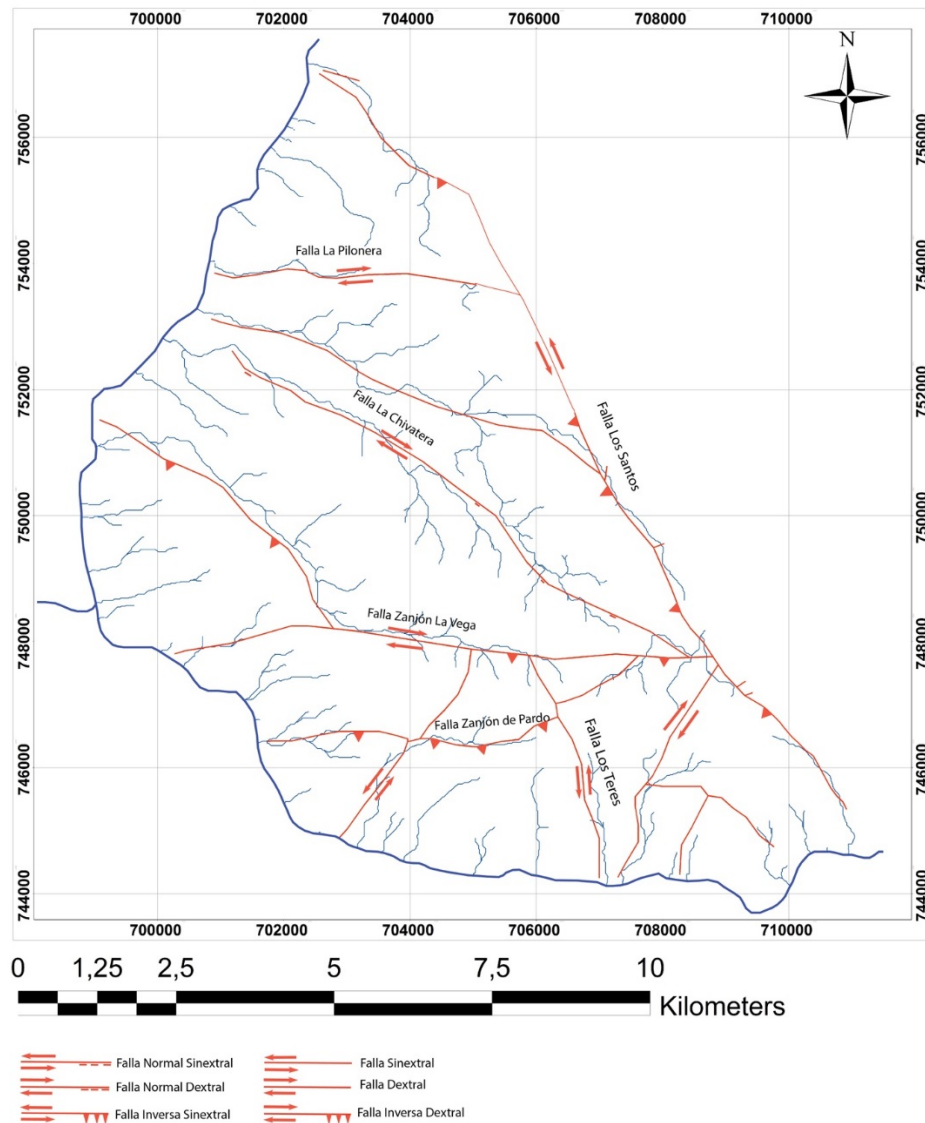 700000 702000 704000 706000 708000 710000
N
756000 756000
754000 754000
752000 752000
750000 750000
748000 748000
746000 746000
744000 744000
Falla La Pilonera
Falla La Chivatera
Falla Los Santos
Falla Zanjón La Vega
Falla Zanjón de Pardo
Falla Los Teres
700000 702000 704000 706000 708000 710000
0 1,25 2,5 5 7,5 10
Kilometers
Falla Normal Sinextral Falla Sinextral
Falla Normal Dextral Falla Dextral
Falla Inversa Sinextral Falla Inversa Dextral